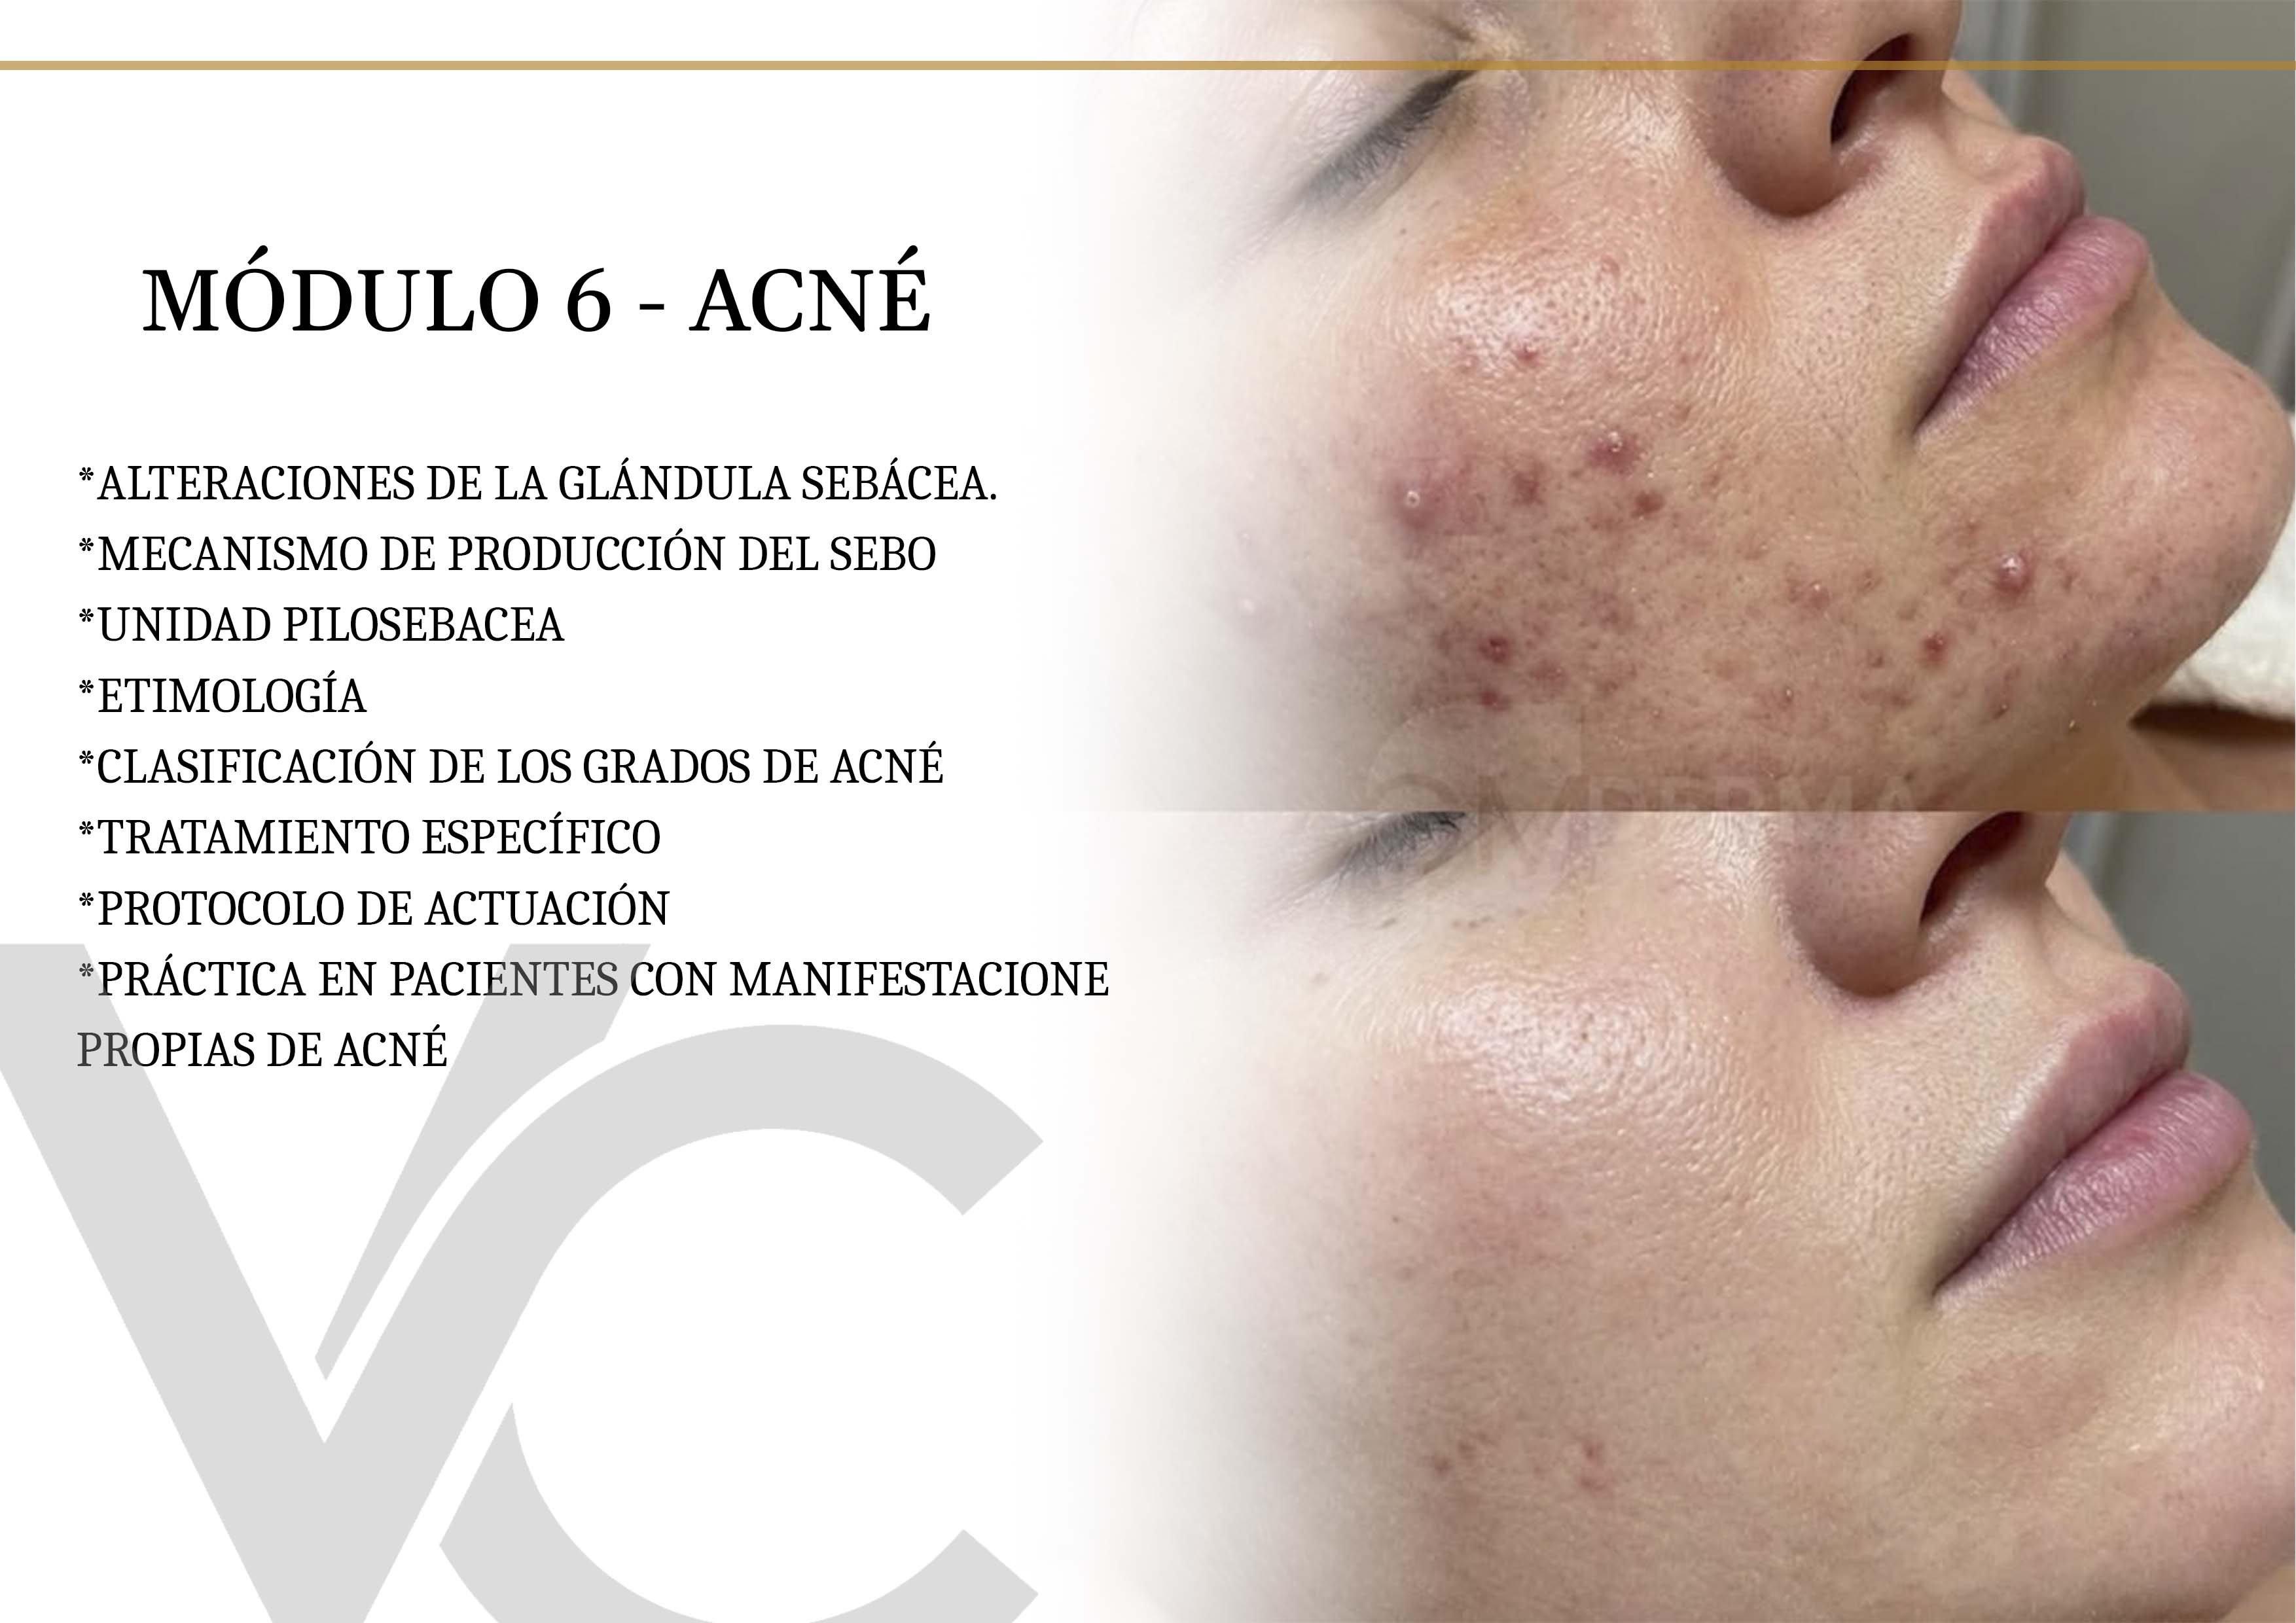 MÓDULO 6 - ACNÉ
*ALTERACIONES DE LA GLÁNDULA SEBÁCEA.
*MECANISMO DE PRODUCCIÓN DEL SEBO
*UNIDAD PILOSEBACEA
*ETIMOLOGÍA
*CLASIFICACIÓN DE LOS GRADOS DE ACNÉ
*TRATAMIENTO ESPECÍFICO
*PROTOCOLO DE ACTUACIÓN
*PRÁCTICA EN PACIENTES CON MANIFESTACIONE
PROPIAS DE ACNÉ
VC